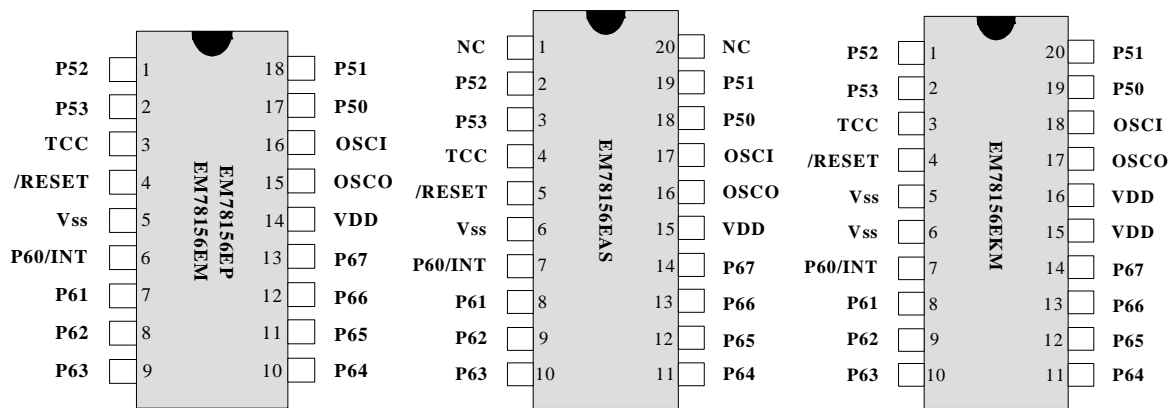 P52 1 18 P51
P53 2 17 P50
TCC 3 16 OSCI
/RESET 4 15 OSCO
Vss 5 14 VDD
P60/INT 6 13 P67
P61 7 12 P66
P62 8 11 P65
P63 9 10 P64
EM78156EP
EM78156EM
NC 1 20 NC
P52 2 19 P51
P53 3 18 P50
TCC 4 17 OSCI
/RESET 5 16 OSCO
Vss 6 15 VDD
P60/INT 7 14 P67
P61 8 13 P66
P62 9 12 P65
P63 10 11 P64
EM78156EAS
P52 1 20 P51
P53 2 19 P50
TCC 3 18 OSCI
/RESET 4 17 OSCO
Vss 5 16 VDD
Vss 6 15 VDD
P60/INT 7 14 P67
P61 8 13 P66
P62 9 12 P65
P63 10 11 P64
EM78156EKM